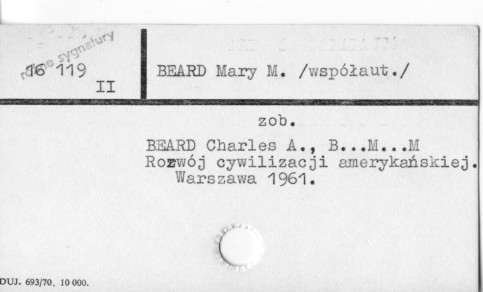 różne sygnatury
16 119
II
BEARD Mary M. /współaut./
zob.
BEARD Charles A., B...M...M
Rozwój cywilizacji amerykańskiej.
Warszawa 1961.
DUJ. 693/70. 10 000.